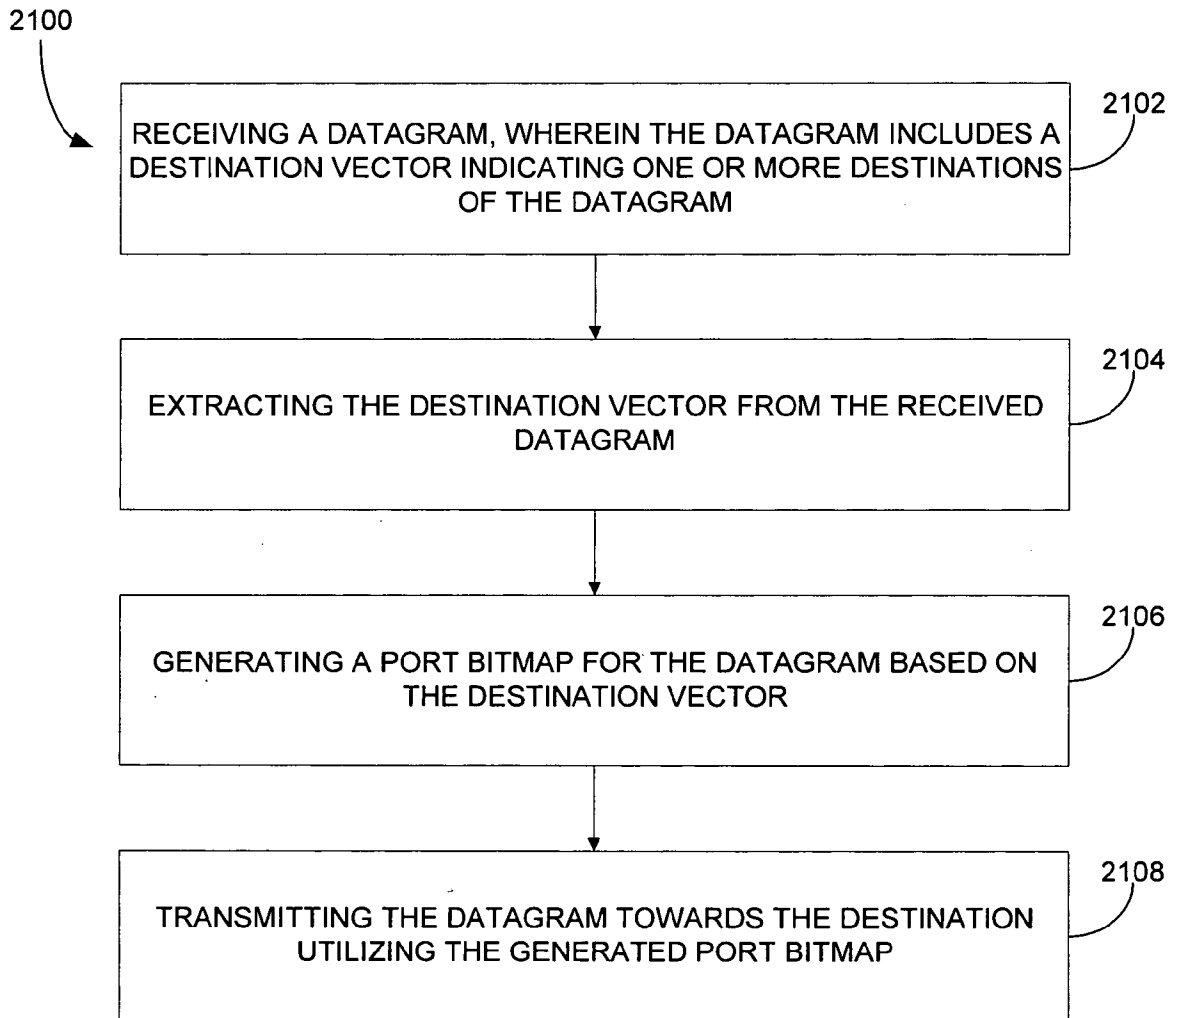 2100
2102
RECEIVING A DATAGRAM, WHEREIN THE DATAGRAM INCLUDES A
DESTINATION VECTOR INDICATING ONE OR MORE DESTINATIONS
OF THE DATAGRAM
2104
EXTRACTING THE DESTINATION VECTOR FROM THE RECEIVED
DATAGRAM
2106
GENERATING A PORT BITMAP FOR THE DATAGRAM BASED ON
THE DESTINATION VECTOR
2108
TRANSMITTING THE DATAGRAM TOWARDS THE DESTINATION
UTILIZING THE GENERATED PORT BITMAP